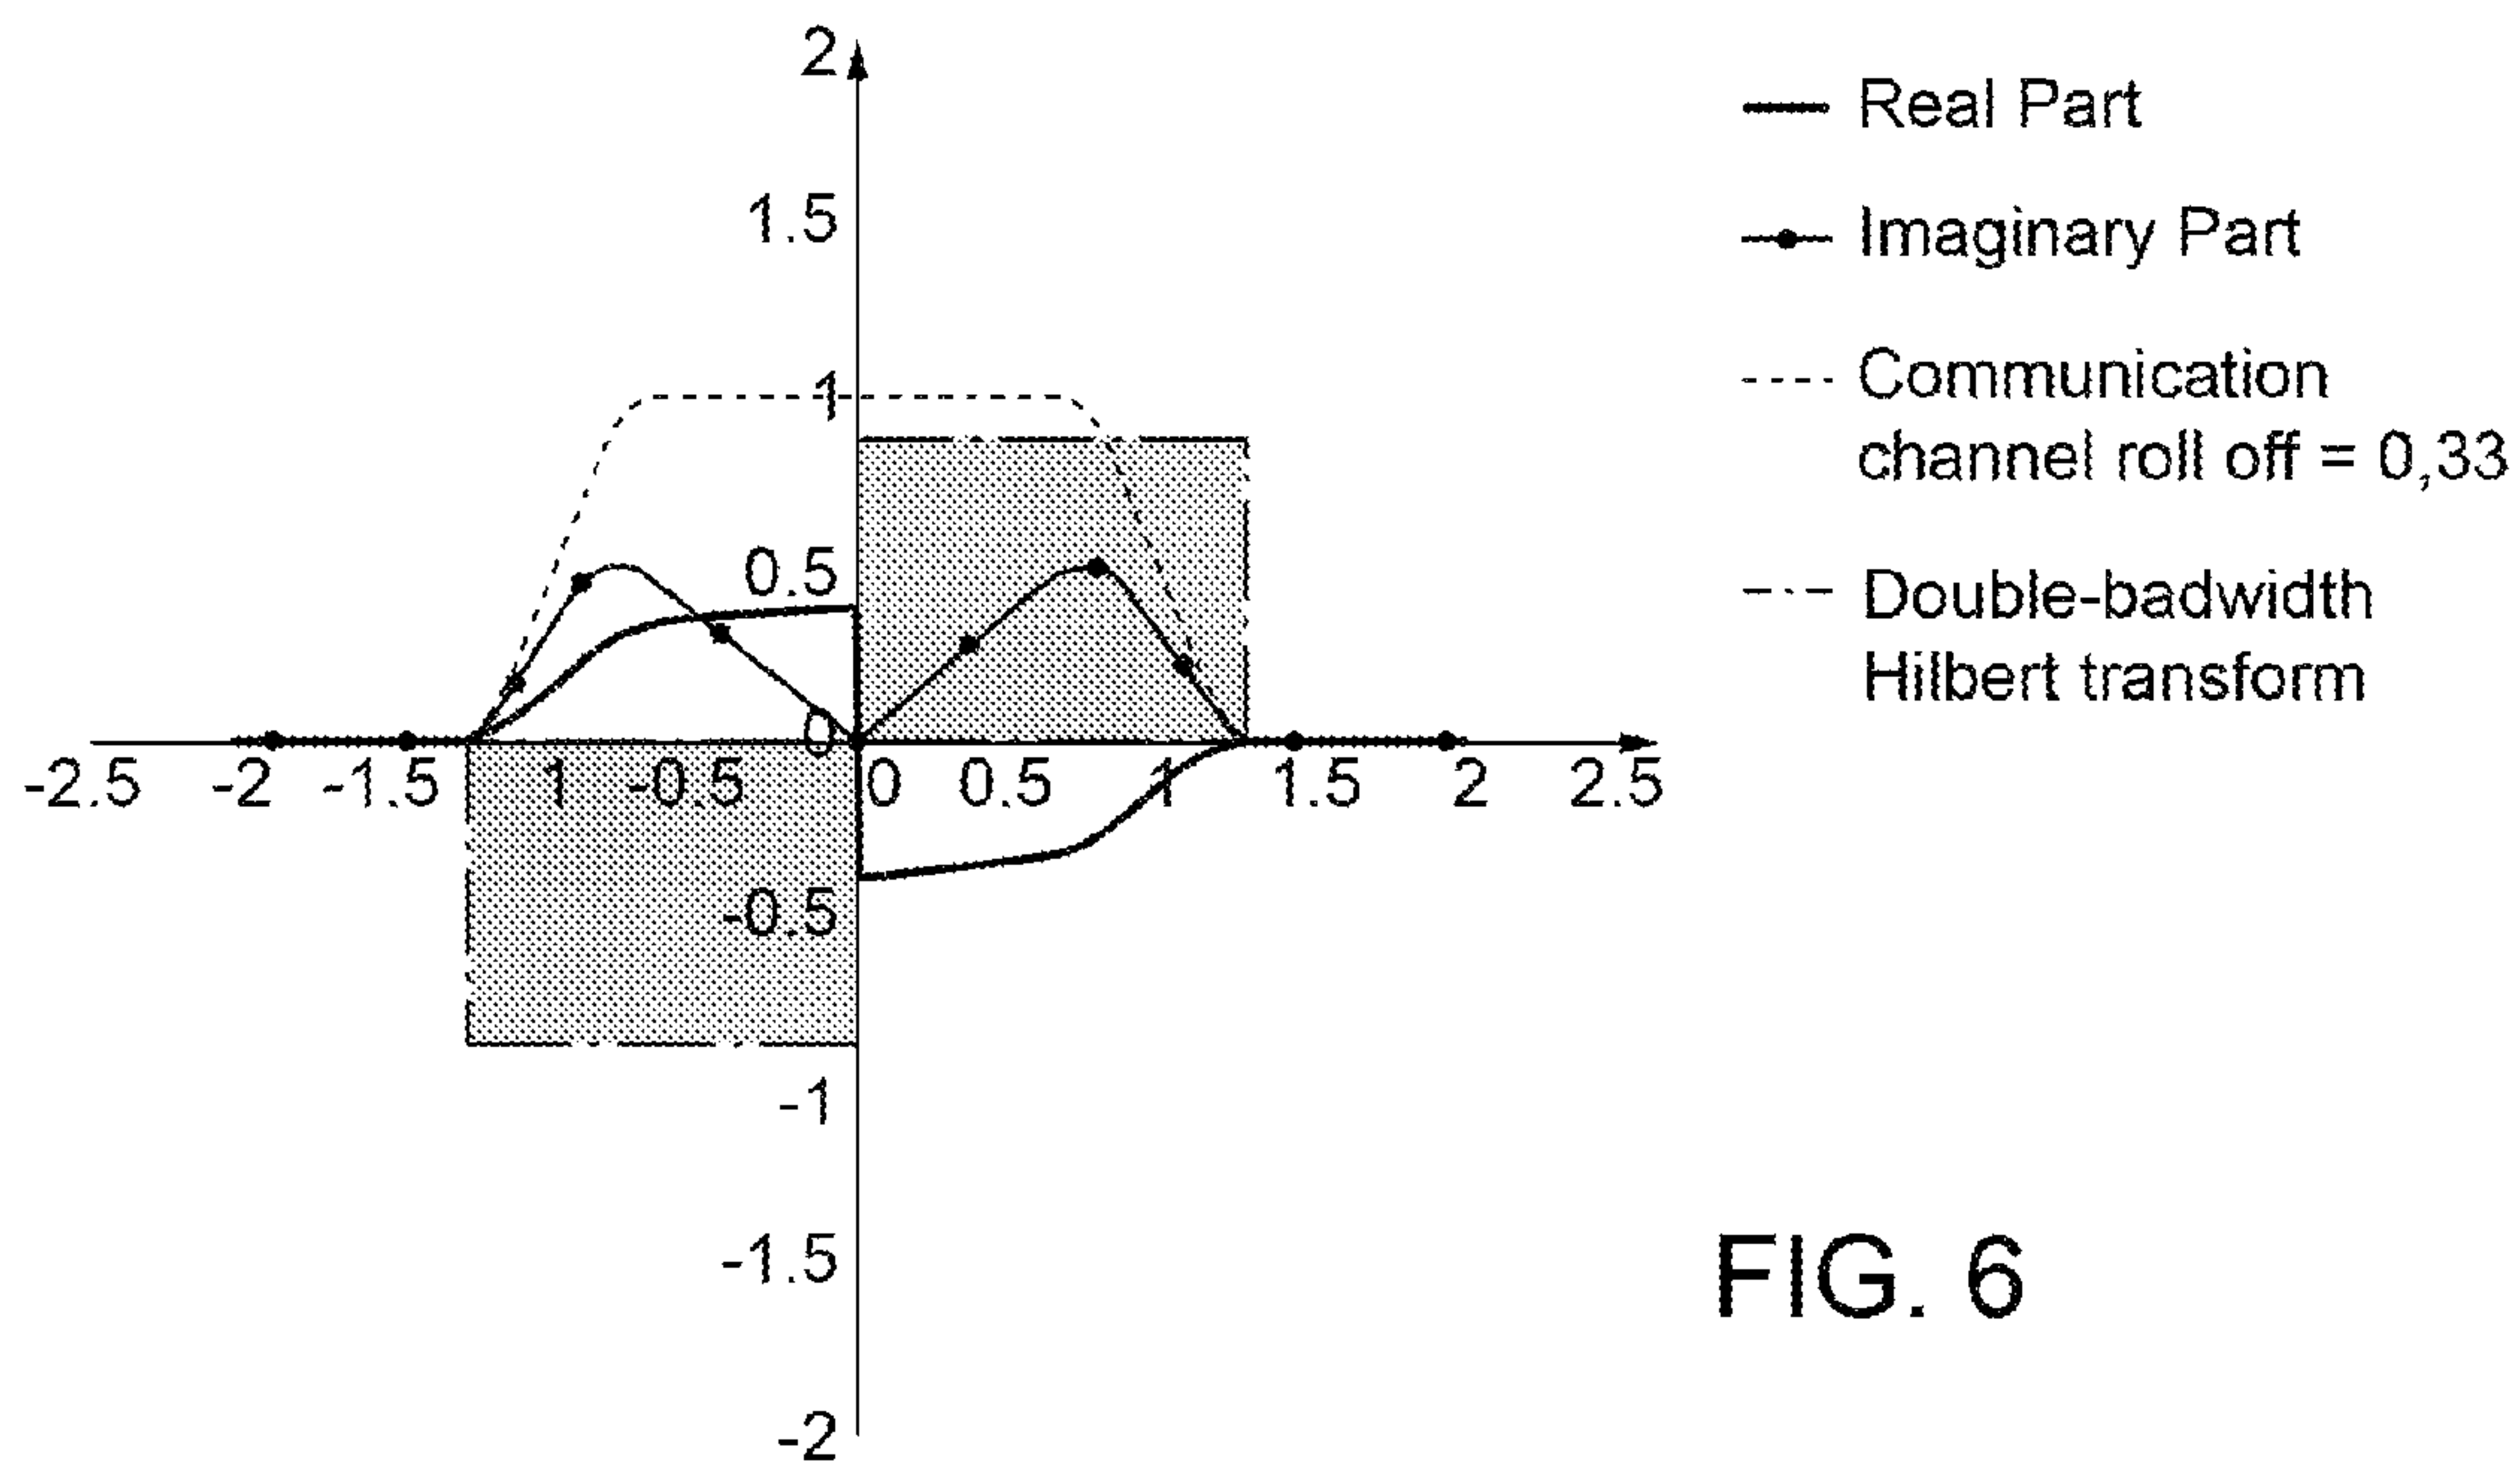 2
1.5
1
0.5
0
-2.5 -2 -1.5 1 -0.5 0 0.5 1 1.5 2 2.5
-0.5
-1
-1.5
-2
Real Part
Imaginary Part
Communication
channel roll off = 0,33
Double-badwidth
Hilbert transform
FIG. 6